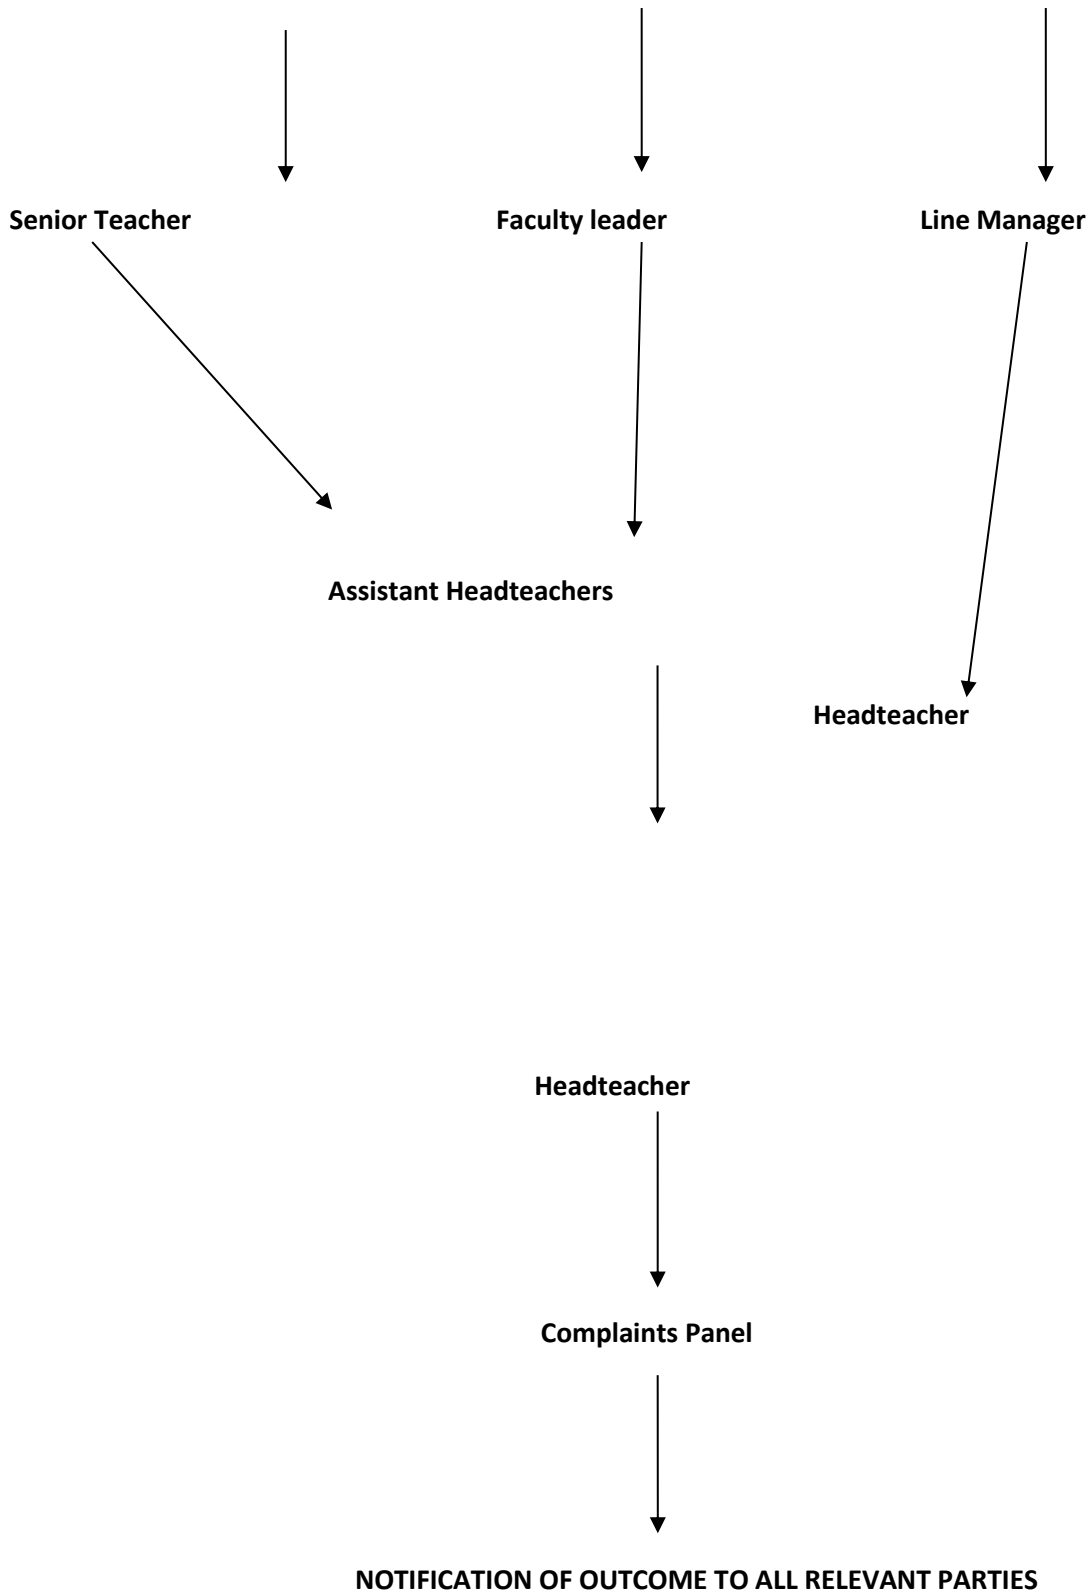 Senior Teacher Faculty leader Line Manager
Assistant Headteachers
Headteacher
Headteacher
Complaints Panel
NOTIFICATION OF OUTCOME TO ALL RELEVANT PARTIES